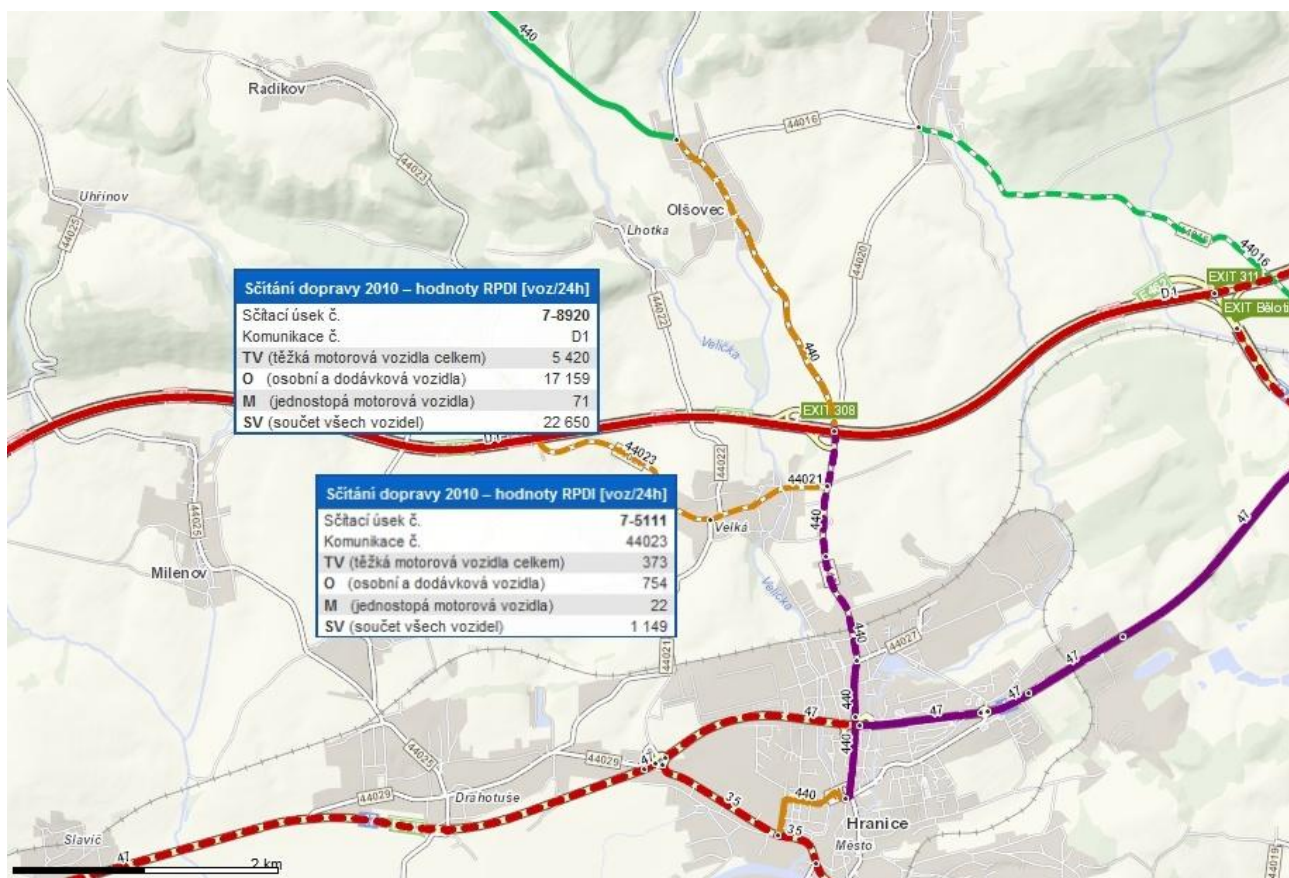 440
Radíkov
44016
44023
Uhřínov
44025
Olšovec
Lhotka
44020
44016
EXIT 311
E 462
D1
EXIT Běloti
44022
Velička
440
Sčítání dopravy 2010 – hodnoty RPDI [voz/24h]
Sčítací úsek č. 7-8920
Komunikace č. D1
TV (těžká motorová vozidla celkem) 5 420
O (osobní a dodávková vozidla) 17 159
M (jednostopá motorová vozidla) 71
SV (součet všech vozidel) 22 650
EXIT 308
D1
44023
44022
44021
Velká
440
47
Sčítání dopravy 2010 – hodnoty RPDI [voz/24h]
Sčítací úsek č. 7-5111
Komunikace č. 44023
TV (těžká motorová vozidla celkem) 373
O (osobní a dodávková vozidla) 754
M (jednostopá motorová vozidla) 22
SV (součet všech vozidel) 1 149
44025
Milenov
Velička
440
44027
44021
47
47
440
47
47
440
44025
44029
47
Drahotuše
44029
35
440
35
Hranice
Město
Slavíč
47
2 km
44019